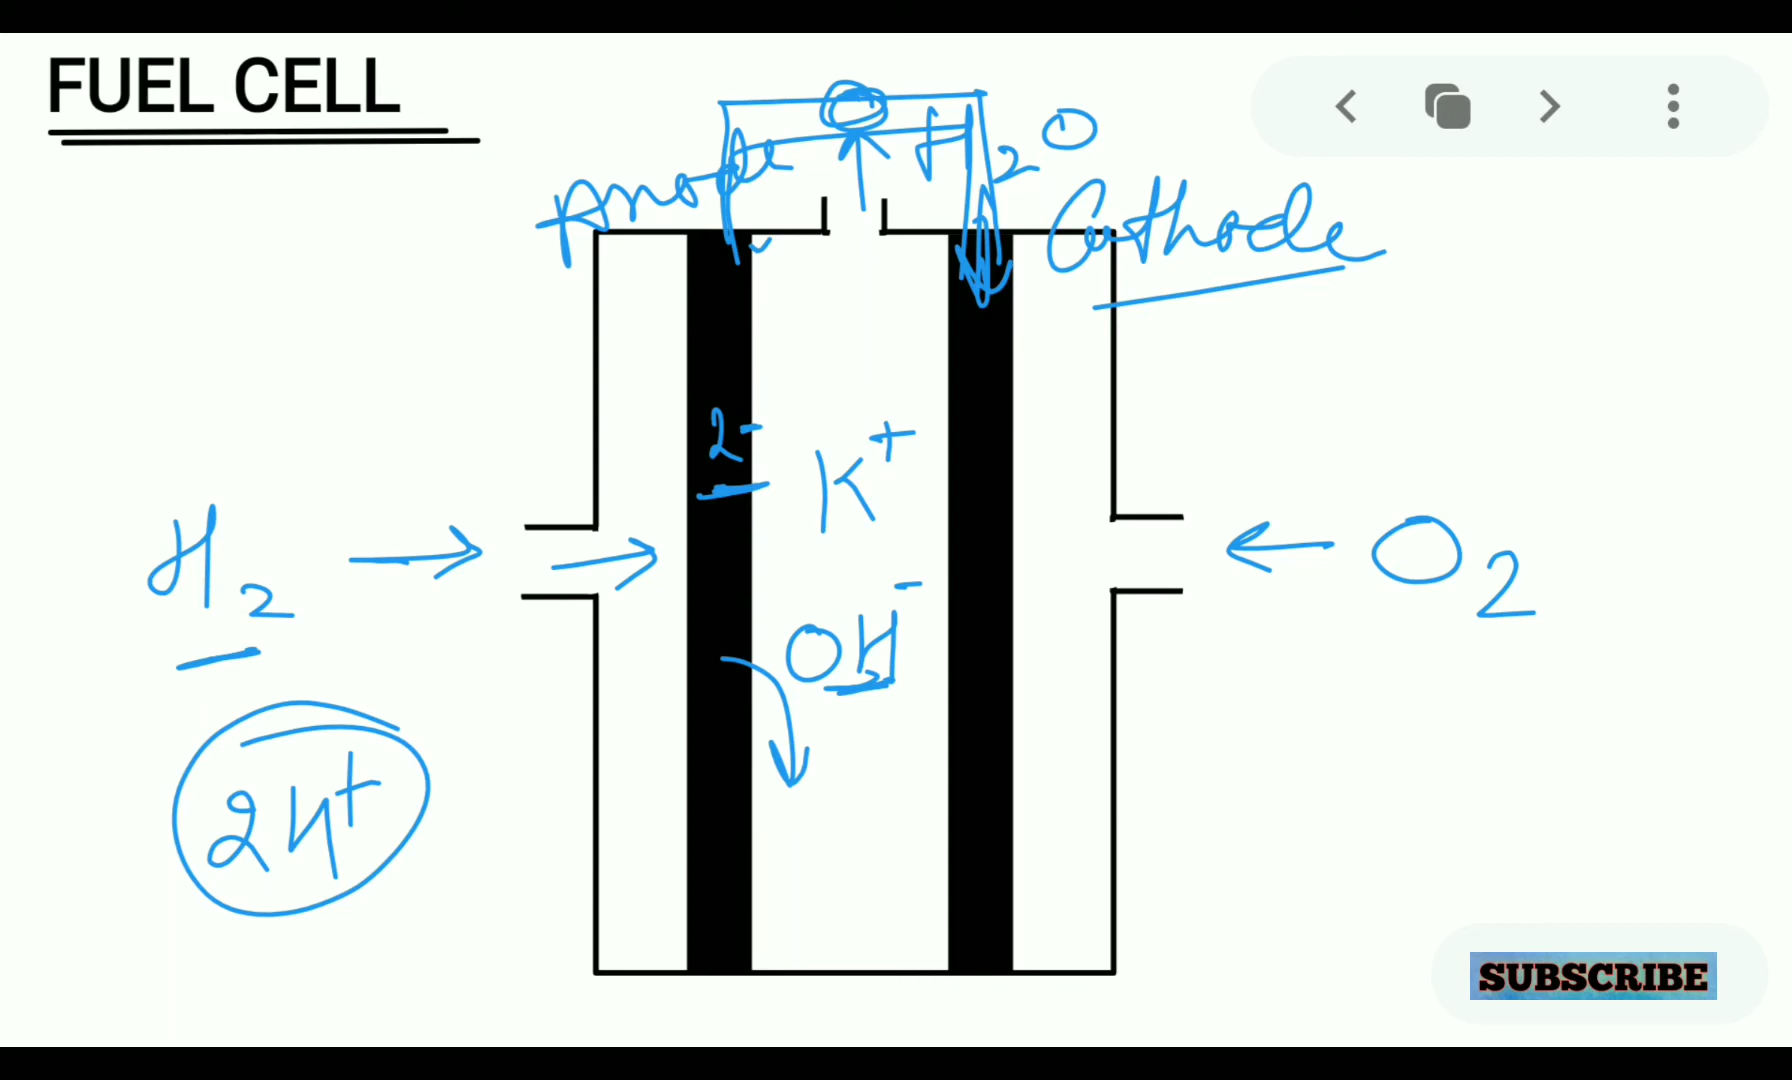 FUEL CELL
Anode
H₂O
Cathode
2⁻
K⁺
H₂
O₂
OH⁻
2H⁺
SUBSCRIBE